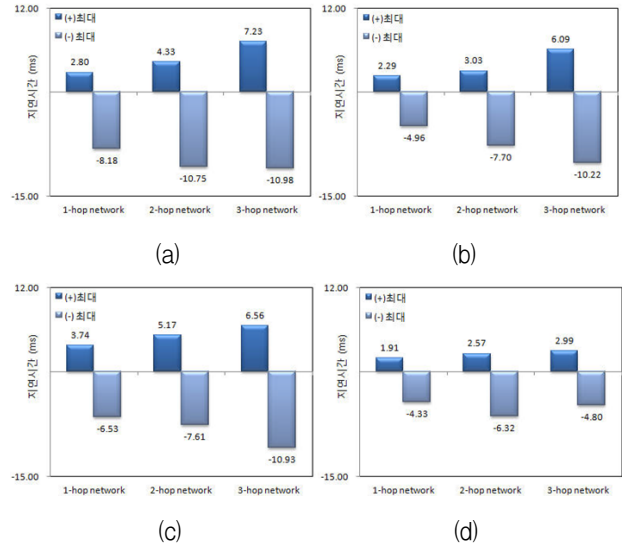 12.00
(+)최대
(-)최대
지연시간 (ms)
2.80
4.33
7.23
-8.18
-10.75
-10.98
-15.00
1-hop network
2-hop network
3-hop network
(a)
12.00
(+)최대
(-)최대
지연시간 (ms)
2.29
3.03
6.09
-4.96
-7.70
-10.22
-15.00
1-hop network
2-hop network
3-hop network
(b)
12.00
(+)최대
(-)최대
지연시간 (ms)
3.74
5.17
6.56
-6.53
-7.61
-10.93
-15.00
1-hop network
2-hop network
3-hop network
(c)
12.00
(+)최대
(-)최대
지연시간 (ms)
1.91
2.57
2.99
-4.33
-6.32
-4.80
-15.00
1-hop network
2-hop network
3-hop network
(d)